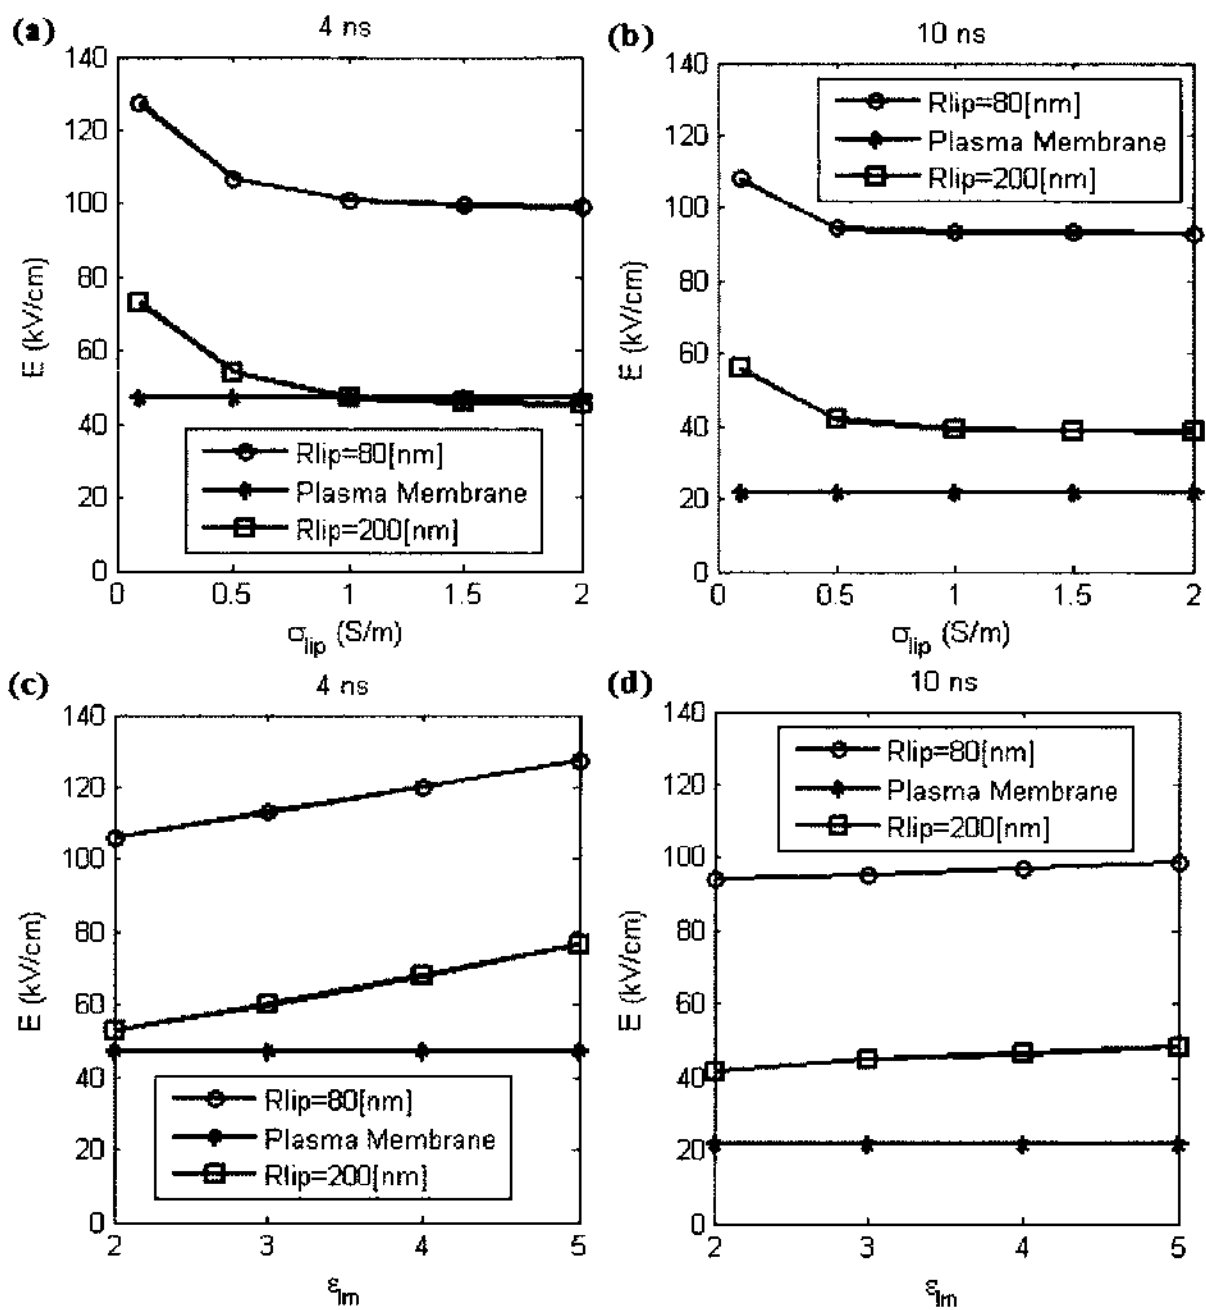 (a)
4 ns
140
120
100
80
60
40
20
0
E (kV/cm)
Rlip=80[nm]
Plasma Membrane
Rlip=200[nm]
0 0.5 1 1.5 2
σlip (S/m)
(b)
10 ns
140
120
100
80
60
40
20
0
E (kV/cm)
Rlip=80[nm]
Plasma Membrane
Rlip=200[nm]
0 0.5 1 1.5 2
σlip (S/m)
(c)
4 ns
140
120
100
80
60
40
20
0
E (kV/cm)
Rlip=80[nm]
Plasma Membrane
Rlip=200[nm]
2 3 4 5
εlm
(d)
10 ns
140
120
100
80
60
40
20
0
E (kV/cm)
Rlip=80[nm]
Plasma Membrane
Rlip=200[nm]
2 3 4 5
εlm